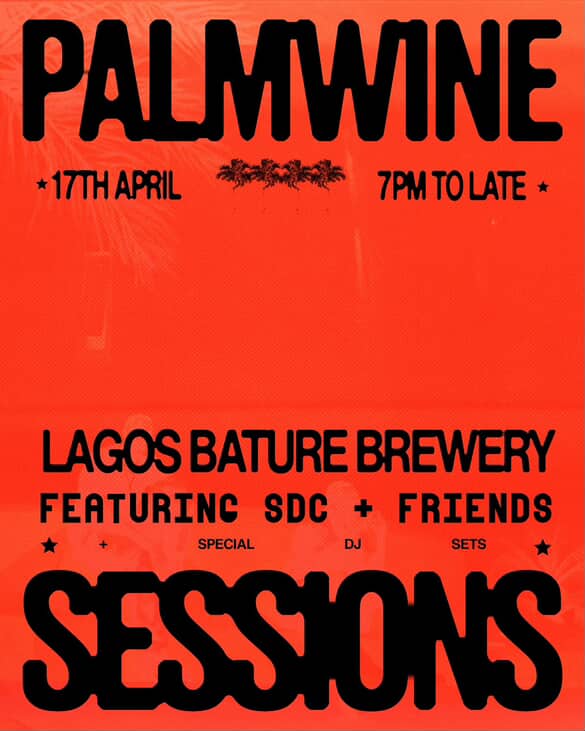 PALMWINE
17TH APRIL 7PM TO LATE
LAGOS BATURE BREWERY
FEATURING SDC + FRIENDS
+ SPECIAL DJ SETS
SESSIONS